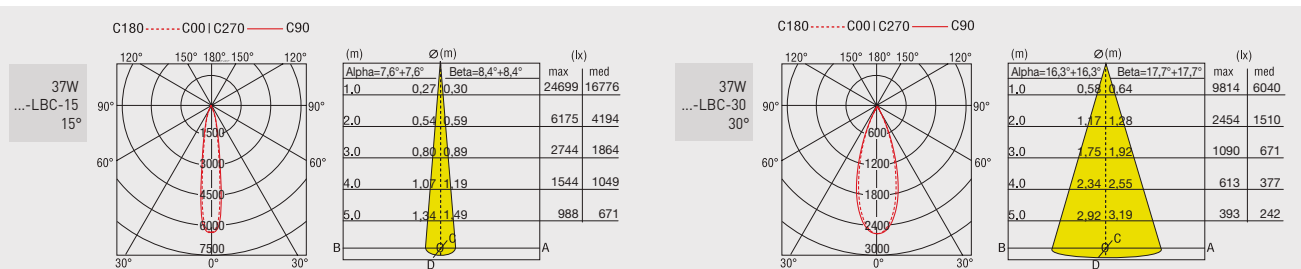 C180 ------ C00 | C270 —— C90
37W
...-LBC-15
15°
120° 150° 180° 150° 120°
90° 90°
60° 60°
1500
3000
4500
6000
7500
30° 0° 30°
(m) Ø(m) (lx)
Alpha=7,6°+7,6° Beta=8,4°+8,4° max med
1,0 0,27 0,30 24699 16776
2.0 0,54 0,59 6175 4194
3.0 0,80 0,89 2744 1864
4.0 1,07 1,19 1544 1049
5,0 1,34 1,49 988 671
B C A
D
C180 ------ C00 | C270 —— C90
37W
...-LBC-30
30°
120° 150° 180° 150° 120°
90° 90°
60° 60°
600
1200
1800
2400
3000
30° 0° 30°
(m) Ø(m) (lx)
Alpha=16,3°+16,3° Beta=17,7°+17,7° max med
1,0 0,58 0,64 9814 6040
2.0 1,17 1,28 2454 1510
3.0 1,75 1,92 1090 671
4.0 2,34 2,55 613 377
5,0 2,92 3,19 393 242
B C A
D